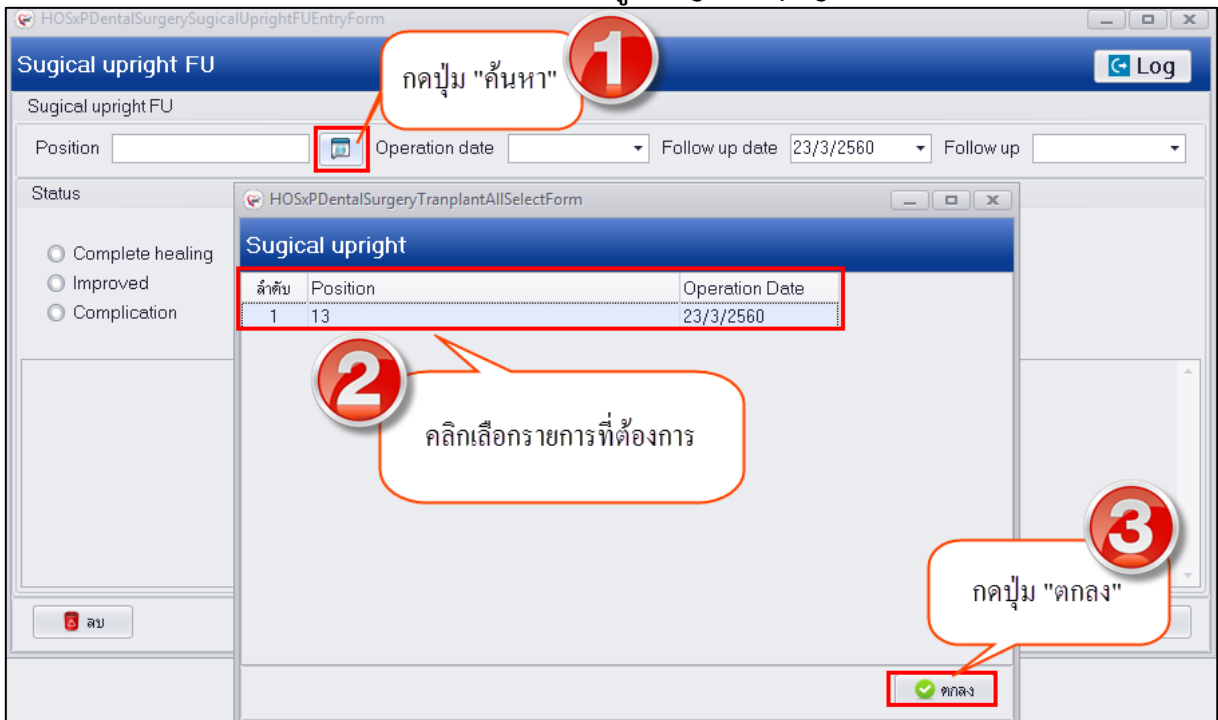 HOSxPDentalSurgerySugicalUprightFUEntryForm
Sugical upright FU
Log
กดปุ่ม "ค้นหา"
1
Sugical upright FU
Position
Operation date
Follow up date 23/3/2560
Follow up
Status
Complete healing
Improved
Complication
HOSxPDentalSurgeryTranplantAllSelectForm
Sugical upright
ลำดับ Position Operation Date
1 13 23/3/2560
2
คลิกเลือกรายการที่ต้องการ
3
กดปุ่ม "ตกลง"
ลบ
ตกลง